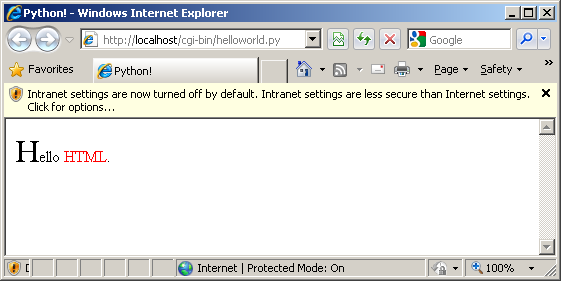 Python! - Windows Internet Explorer
http://localhost/cgi-bin/helloworld.py
Google
Favorites
Python!
Page
Safety
»
Intranet settings are now turned off by default. Intranet settings are less secure than Internet settings.
Click for options...
Hello HTML.
Internet | Protected Mode: On
100%